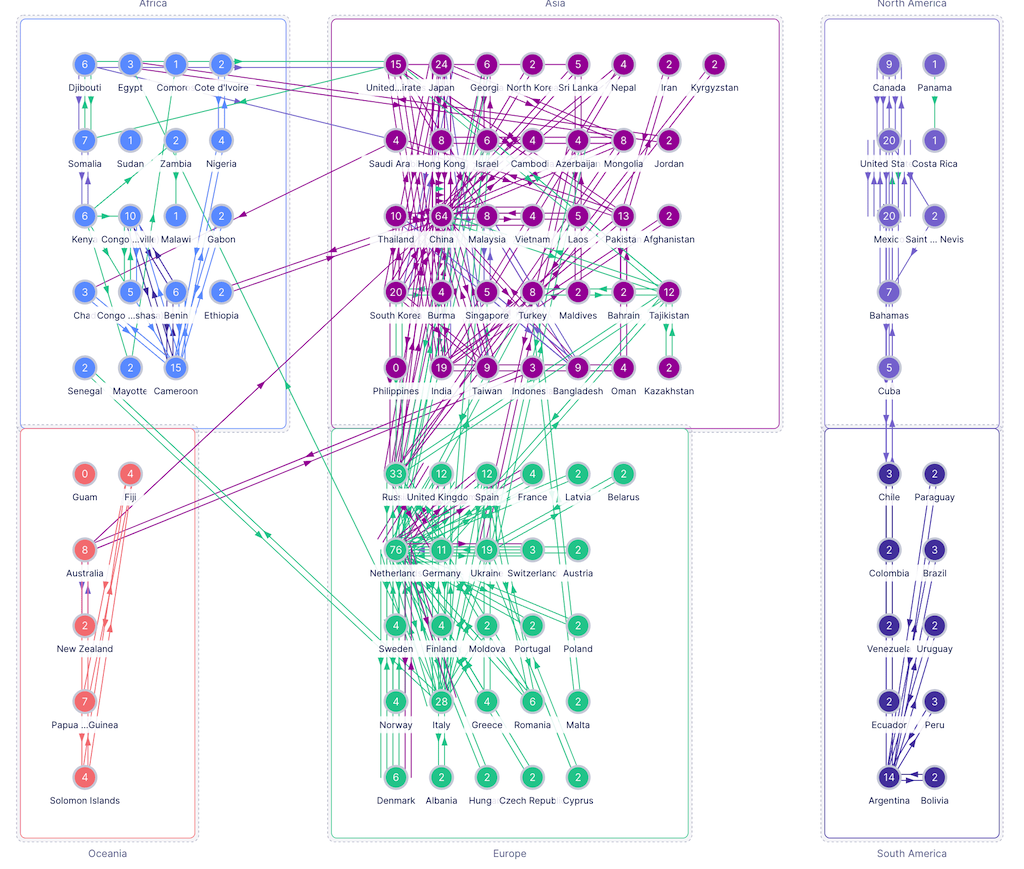 Africa Asia North America
6 3 1 2 15 24 6 2 5 4 2 2 9 1
Djibouti Egypt Comor Cote d'Ivoire United...irate Japan Georgi North Kore Sri Lanka Nepal Iran Kyrgyzstan Canada Panama
7 1 2 4 4 8 6 4 4 8 2 20 1
Somalia Sudan Zambia Nigeria Saudi Ara Hong Kong Israel Cambod Azerbaijan Mongolia Jordan United Sta Costa Rica
6 10 1 2 10 64 8 4 5 13 2 20 2
Keny Congo ...ville Malawi Gabon Thailand China Malaysia Vietnam Laos Pakista Afghanistan Mexic Saint ... Nevis
3 5 6 2 20 4 5 8 2 2 12 7
Cha Congo ...shasa Benin Ethiopia South Korea Burma Singapore Turkey Maldives Bahrain Tajikistan Bahamas
2 2 15 0 19 9 3 9 4 2 5
Senegal Mayotte Cameroon Philippines India Taiwan Indones Bangladesh Oman Kazakhstan Cuba
0 4 33 12 12 4 2 2 3 2
Guam Fiji Rus United Kingdo Spain France Latvia Belarus Chile Paraguay
8 76 11 19 3 2 2 3
Australia Netherland Germany Ukrain Switzerland Austria Colombia Brazil
2 4 4 2 2 2 2 2
New Zealand Sweden Finland Moldova Portugal Poland Venezuela Uruguay
7 4 28 4 6 2 2 3
Papua ...Guinea Norway Italy Greece Romania Malta Ecuador Peru
4 6 2 2 2 2 14 2
Solomon Islands Denmark Albania Hung Czech Republ Cyprus Argentina Bolivia
Oceania Europe South America